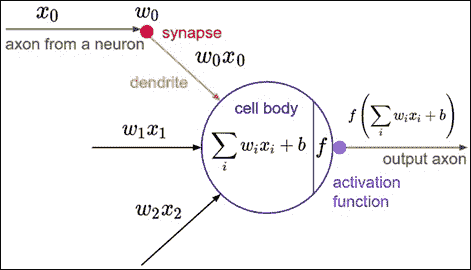 x₀ w₀
synapse
axon from a neuron
w₀x₀
dendrite
cell body
f(∑ᵢ wᵢxᵢ + b)
w₁x₁
∑ᵢ wᵢxᵢ + b f
output axon
activation
function
w₂x₂